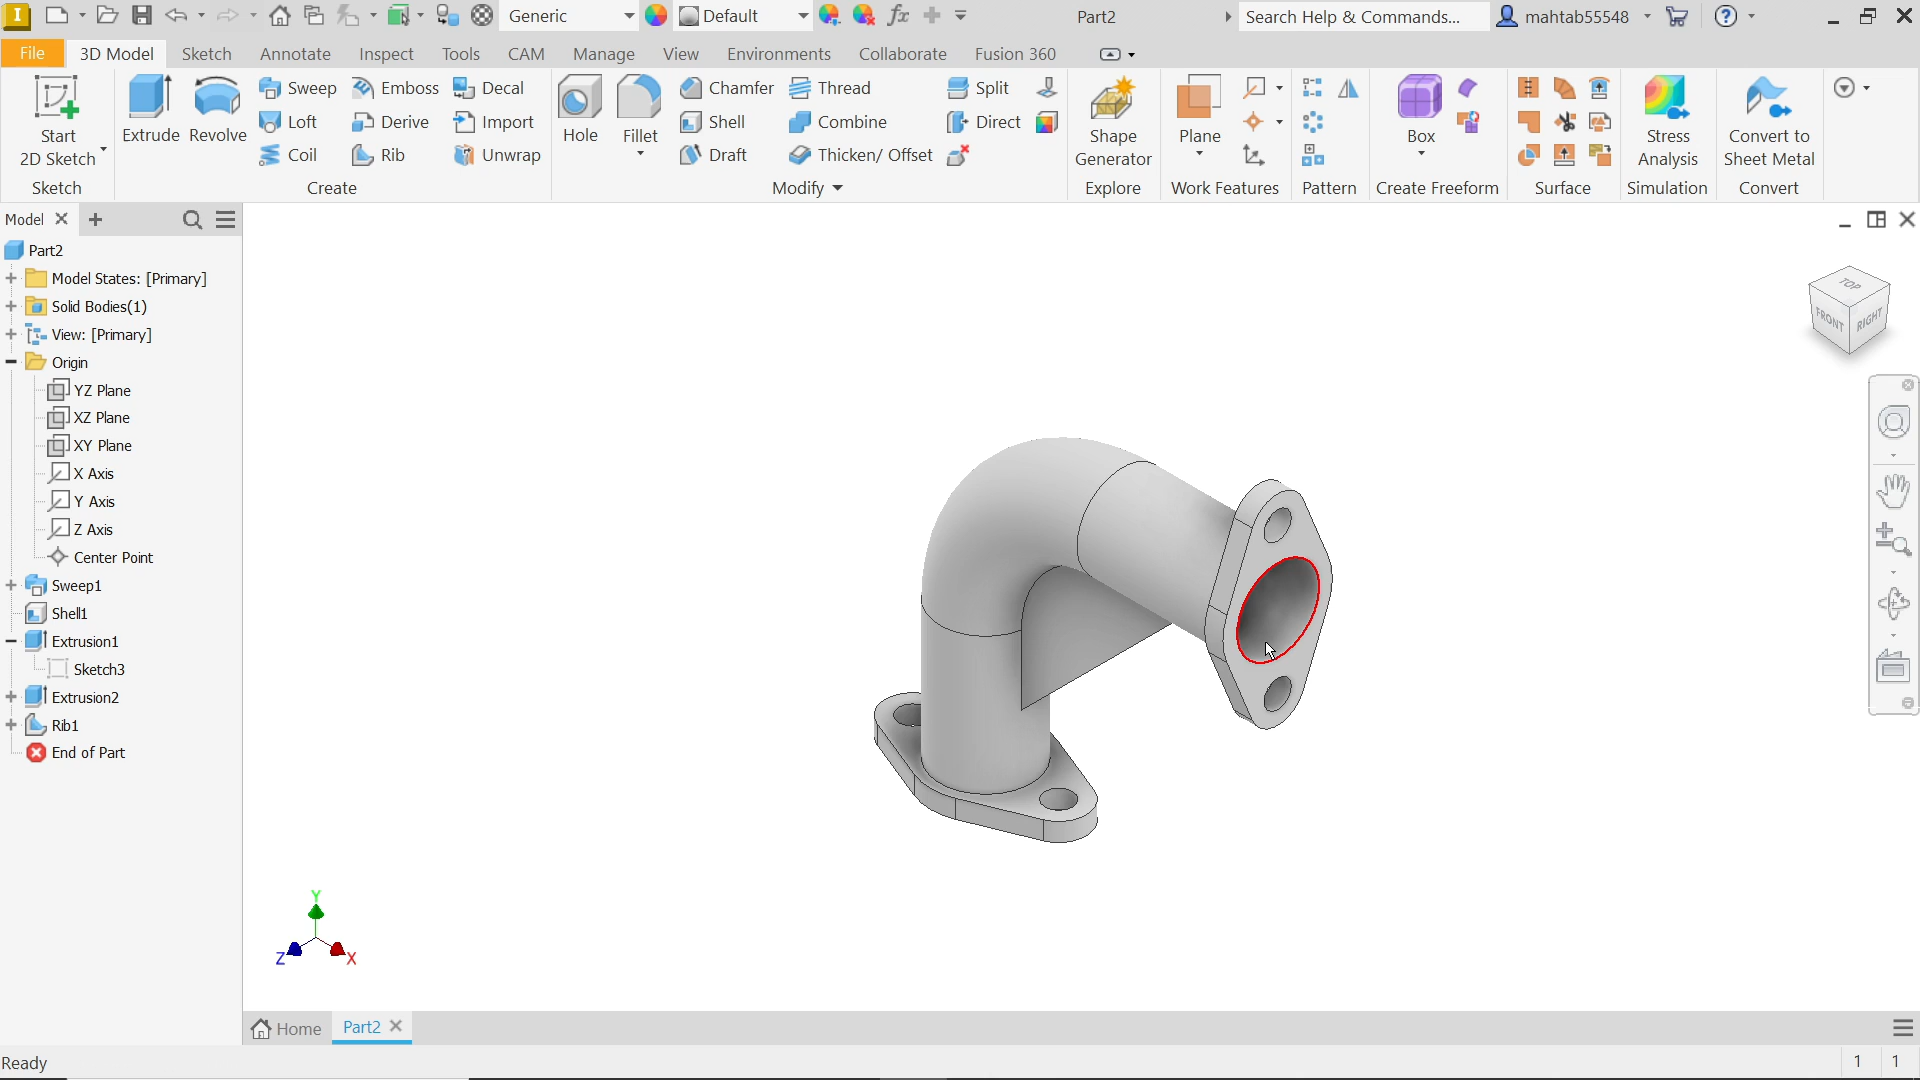 I
Generic
Default
fx
Part2
Search Help & Commands...
mahtab55548
File
3D Model
Sketch
Annotate
Inspect
Tools
CAM
Manage
View
Environments
Collaborate
Fusion 360
Start
2D Sketch
Sketch
Extrude
Revolve
Sweep
Loft
Coil
Emboss
Derive
Rib
Decal
Import
Unwrap
Create
Hole
Fillet
Chamfer
Shell
Draft
Thread
Combine
Thicken/ Offset
Split
Direct
Modify
Shape
Generator
Explore
Plane
Work Features
Pattern
Box
Create Freeform
Surface
Stress
Analysis
Simulation
Convert to
Sheet Metal
Convert
Model
Part2
Model States: [Primary]
Solid Bodies(1)
View: [Primary]
Origin
YZ Plane
XZ Plane
XY Plane
X Axis
Y Axis
Z Axis
Center Point
Sweep1
Shell1
Extrusion1
Sketch3
Extrusion2
Rib1
End of Part
TOP
FRONT
RIGHT
Y
Z
X
Home
Part2
Ready
1
1